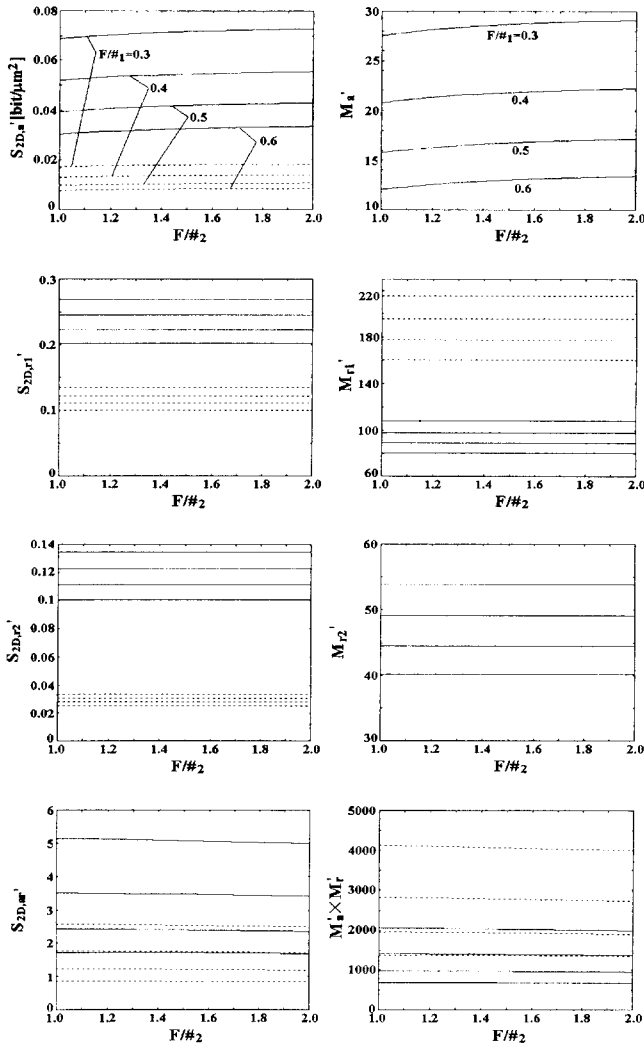 0.08
0.06
0.04
0.02
0
S₂D,a' [bit/μm²]
F/#₁=0.3
0.4
0.5
0.6
1.0 1.2 1.4 1.6 1.8 2.0
F/#₂
30
25
20
15
10
Mₐ'
F/#₁=0.3
0.4
0.5
0.6
1.0 1.2 1.4 1.6 1.8 2.0
F/#₂
0.3
0.2
0.1
0
S₂D,r1'
1.0 1.2 1.4 1.6 1.8 2.0
F/#₂
220
180
140
100
60
Mr1'
1.0 1.2 1.4 1.6 1.8 2.0
F/#₂
0.14
0.12
0.1
0.08
0.06
0.04
0.02
0
S₂D,r2'
1.0 1.2 1.4 1.6 1.8 2.0
F/#₂
60
50
40
30
Mr2'
1.0 1.2 1.4 1.6 1.8 2.0
F/#₂
6
5
4
3
2
1
0
S₂D,ar'
1.0 1.2 1.4 1.6 1.8 2.0
F/#₂
5000
4000
3000
2000
1000
0
Mₐ'×Mr'
1.0 1.2 1.4 1.6 1.8 2.0
F/#₂